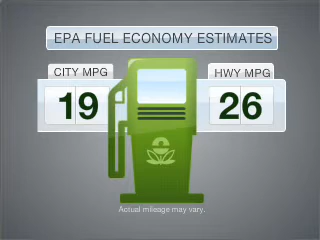 EPA FUEL ECONOMY ESTIMATES
CITY MPG
HWY MPG
19
26
Actual mileage may vary.